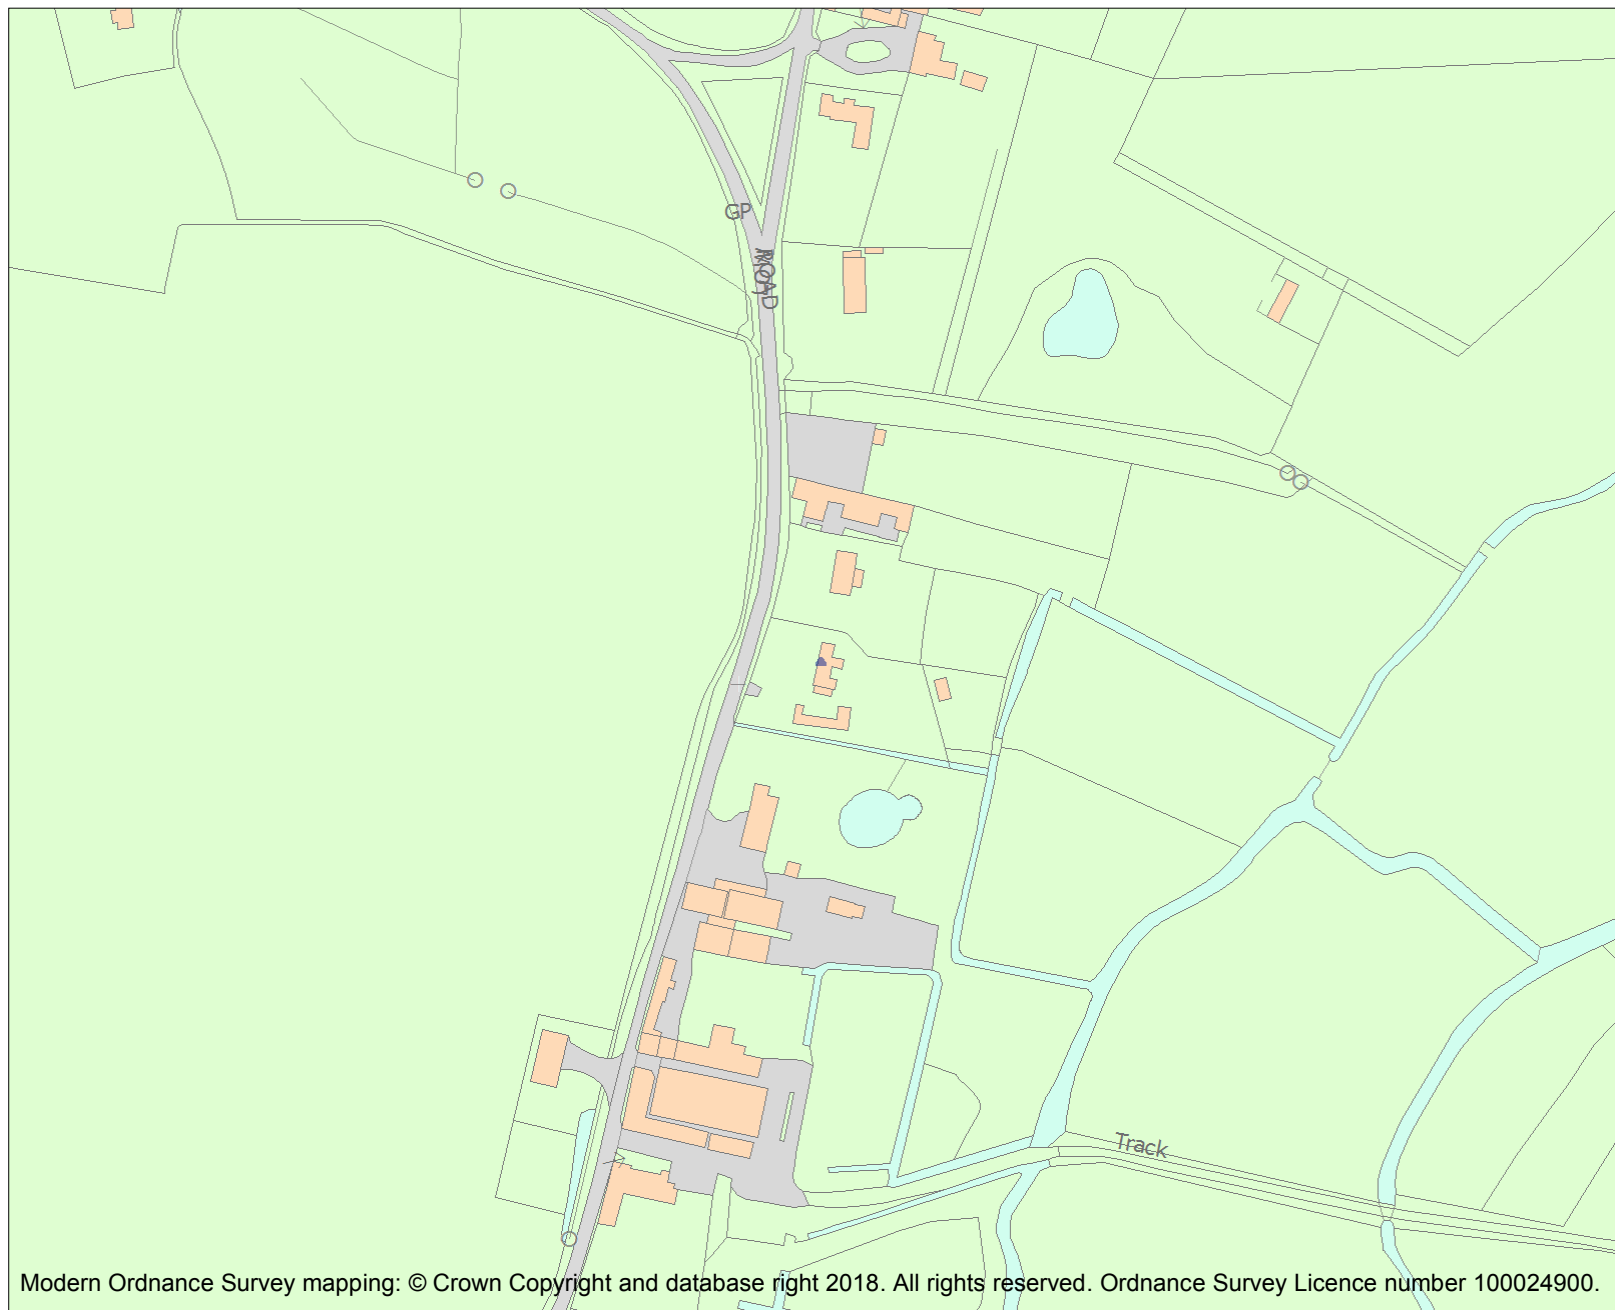 GP
ROAD
Track
Modern Ordnance Survey mapping: © Crown Copyright and database right 2018. All rights reserved. Ordnance Survey Licence number 100024900.